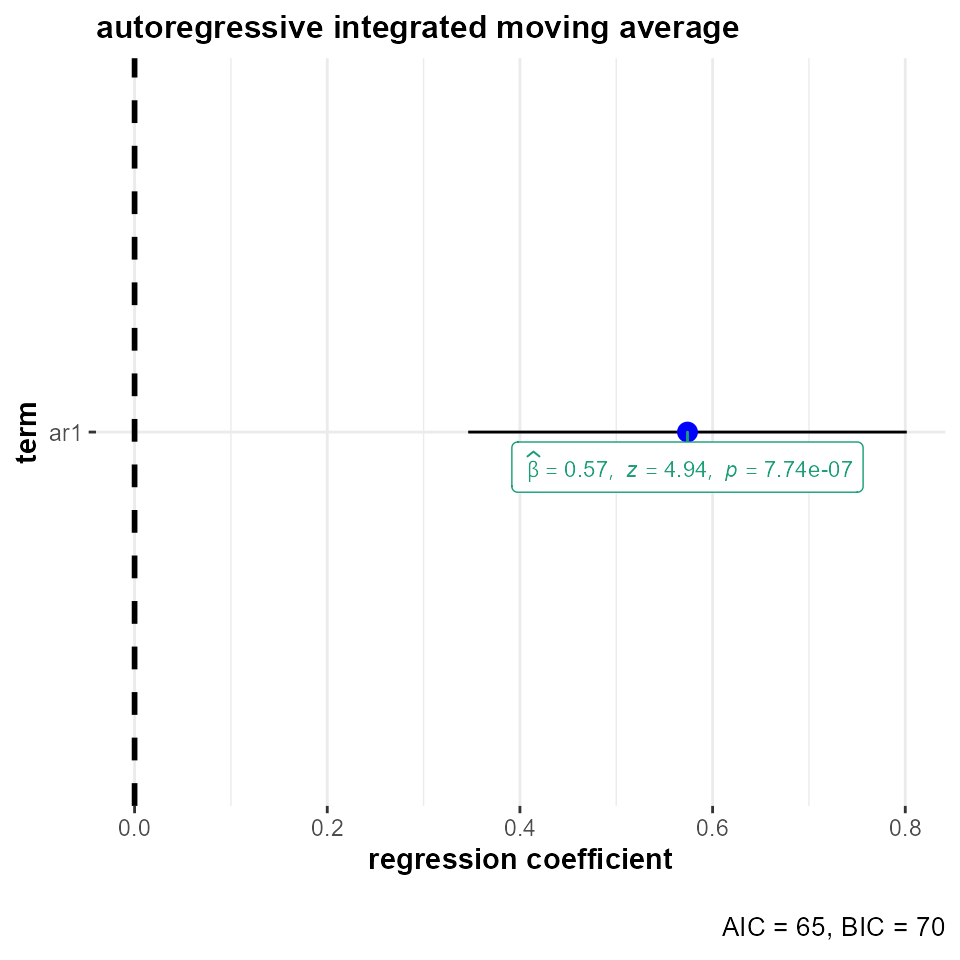 autoregressive integrated moving average
term
ar1
β̂ = 0.57, z = 4.94, p = 7.74e-07
0.0 0.2 0.4 0.6 0.8
regression coefficient
AIC = 65, BIC = 70